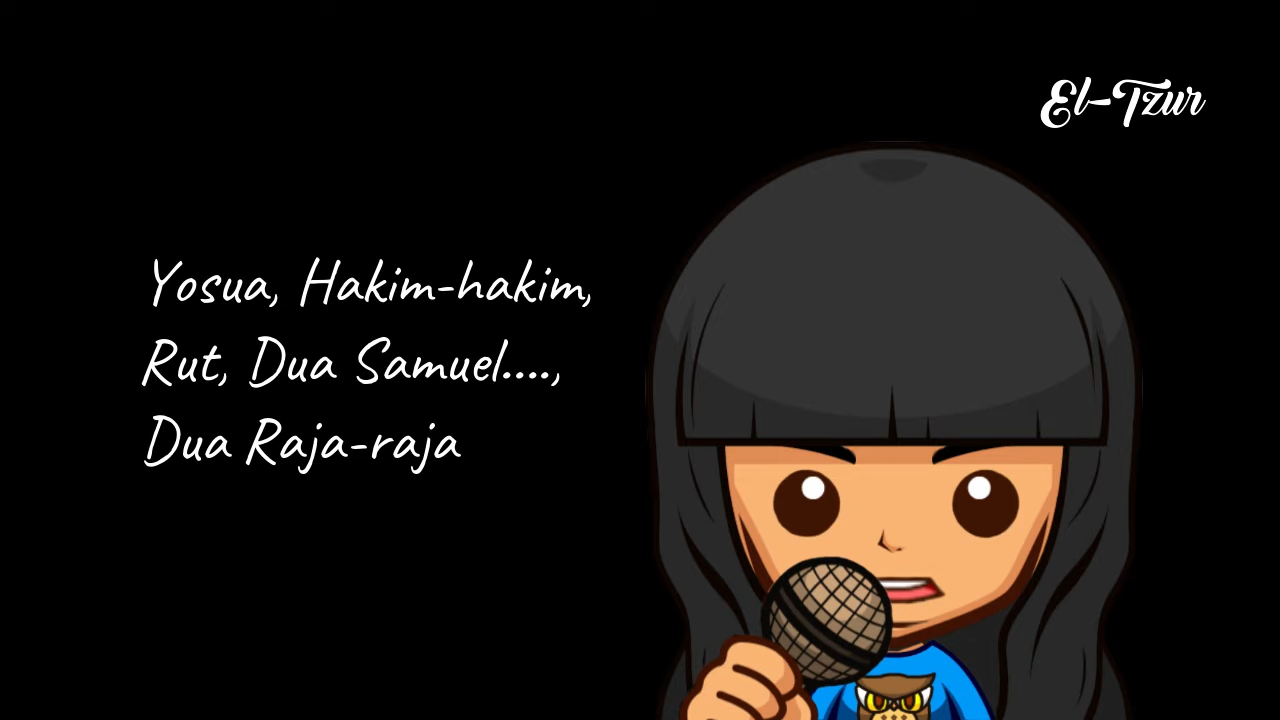 El-Tzur
Yosua, Hakim-hakim,
Rut, Dua Samuel....,
Dua Raja-raja